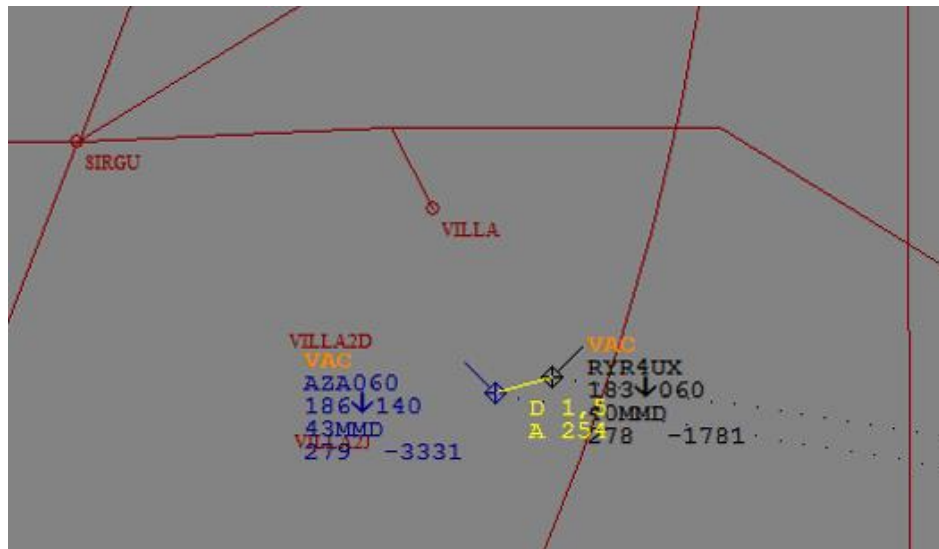 SIRGU
VILLA
VILLA2D
VAC
AZA060
186↓140
43MMD
VILLA2J
279 -3331
D 1,5
A 254
VAC
RYR4UX
183↓060
278 -1781